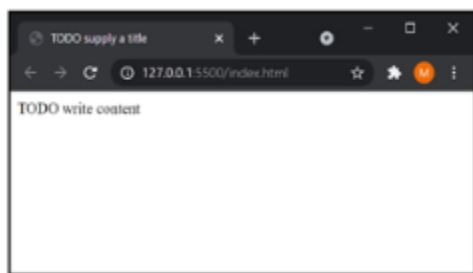 TODO supply a title
127.0.0.1:5500/index.html
M
TODO write content